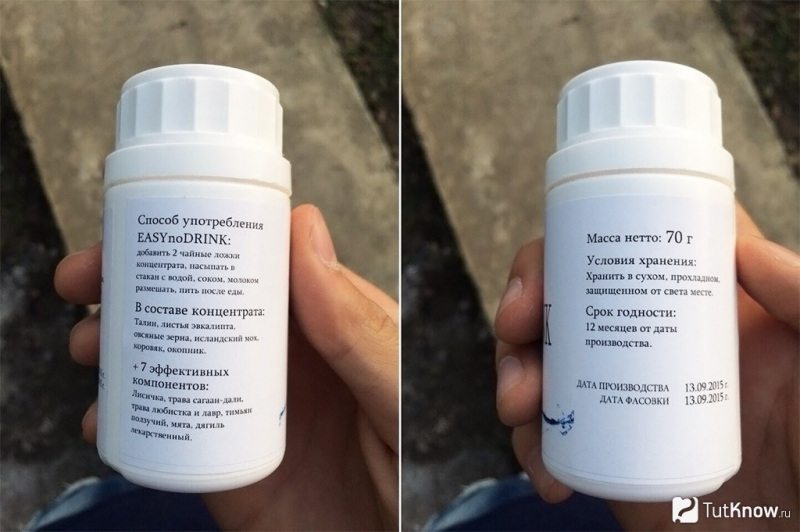 Способ употребления
EASYnoDRINK:
добавить 2 чайные ложки
концентрата, насыпать в
стакан с водой, соком, молоком
размешать, пить после еды.
В составе концентрата:
Талин, листья эвкалипта,
овсяные зерна, исландский мох,
коровяк, окопник.
+ 7 эффективных
компонентов:
Лисичка, трава сагаан-дали,
трава любистка и лавр, тимьян
ползучий, мята, дягиль
лекарственный.
K
Масса нетто: 70 г
Условия хранения:
Хранить в сухом, прохладном,
защищенном от света месте.
Срок годности:
12 месяцев от даты
производства.
ДАТА ПРОИЗВОДСТВА 13.09.2015 г.
ДАТА ФАСОВКИ 13.09.2015 г.
TutKnow.ru